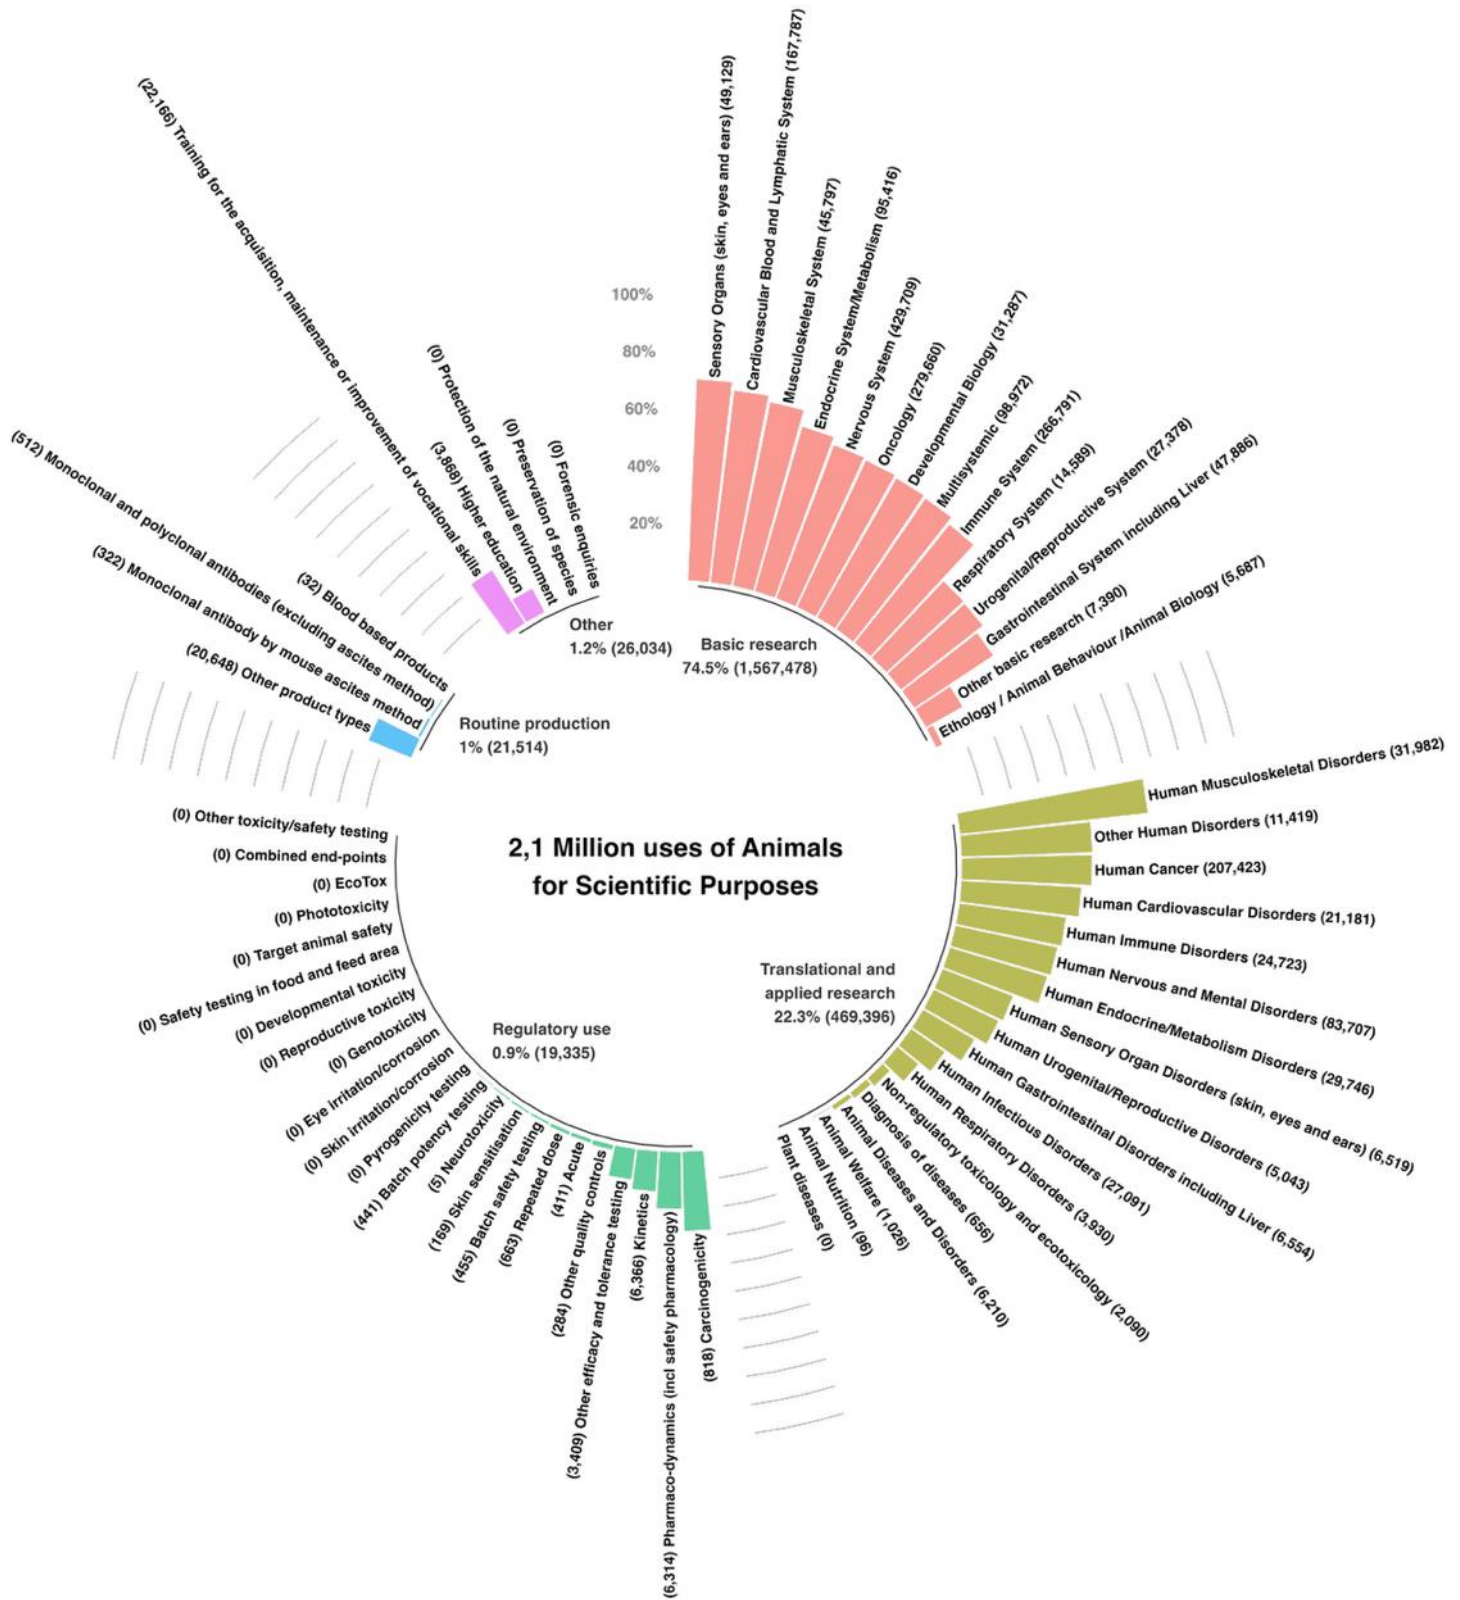 Sensory Organs (skin, eyes and ears) (49,129)
Cardiovascular Blood and Lymphatic System (167,787)
Musculoskeletal System (45,797)
Endocrine System/Metabolism (95,416)
Nervous System (429,709)
Oncology (279,660)
Developmental Biology (31,287)
Multisystemic (98,972)
Immune System (266,791)
Respiratory System (14,589)
Urogenital/Reproductive System (27,378)
Gastrointestinal System including Liver (47,886)
Other basic research (7,390)
Ethology / Animal Behaviour /Animal Biology (5,687)
Human Musculoskeletal Disorders (31,982)
Other Human Disorders (11,419)
Human Cancer (207,423)
Human Cardiovascular Disorders (21,181)
Human Immune Disorders (24,723)
Human Nervous and Mental Disorders (83,707)
Human Endocrine/Metabolism Disorders (29,746)
Human Sensory Organ Disorders (skin, eyes and ears) (6,519)
Human Urogenital/Reproductive Disorders (5,043)
Human Gastrointestinal Disorders including Liver (6,554)
Human Infectious Disorders (27,091)
Human Respiratory Disorders (3,930)
Non-regulatory toxicology and ecotoxicology (2,090)
Diagnosis of diseases (656)
Animal Diseases and Disorders (6,210)
Animal Welfare (1,026)
Animal Nutrition (96)
Plant diseases (0)
(818) Carcinogenicity
(6,314) Pharmaco-dynamics (incl safety pharmacology)
(6,366) Kinetics
(3,409) Other efficacy and tolerance testing
(284) Other quality controls
(411) Acute
(663) Repeated dose
(455) Batch safety testing
(169) Skin sensitisation
(5) Neurotoxicity
(441) Batch potency testing
(0) Pyrogenicity testing
(0) Skin irritation/corrosion
(0) Eye irritation/corrosion
(0) Genotoxicity
(0) Reproductive toxicity
(0) Developmental toxicity
(0) Safety testing in food and feed area
(0) Target animal safety
(0) Phototoxicity
(0) EcoTox
(0) Combined end-points
(0) Other toxicity/safety testing
(20,648) Other product types
(322) Monoclonal antibody by mouse ascites method
(512) Monoclonal and polyclonal antibodies (excluding ascites method)
(32) Blood based products
(22,166) Training for the acquisition, maintenance or improvement of vocational skills
(3,868) Higher education
(0) Protection of the natural environment
(0) Preservation of species
(0) Forensic enquiries
100%
80%
60%
40%
20%
Other
1.2% (26,034)
Basic research
74.5% (1,567,478)
Routine production
1% (21,514)
2,1 Million uses of Animals
for Scientific Purposes
Translational and
applied research
22.3% (469,396)
Regulatory use
0.9% (19,335)